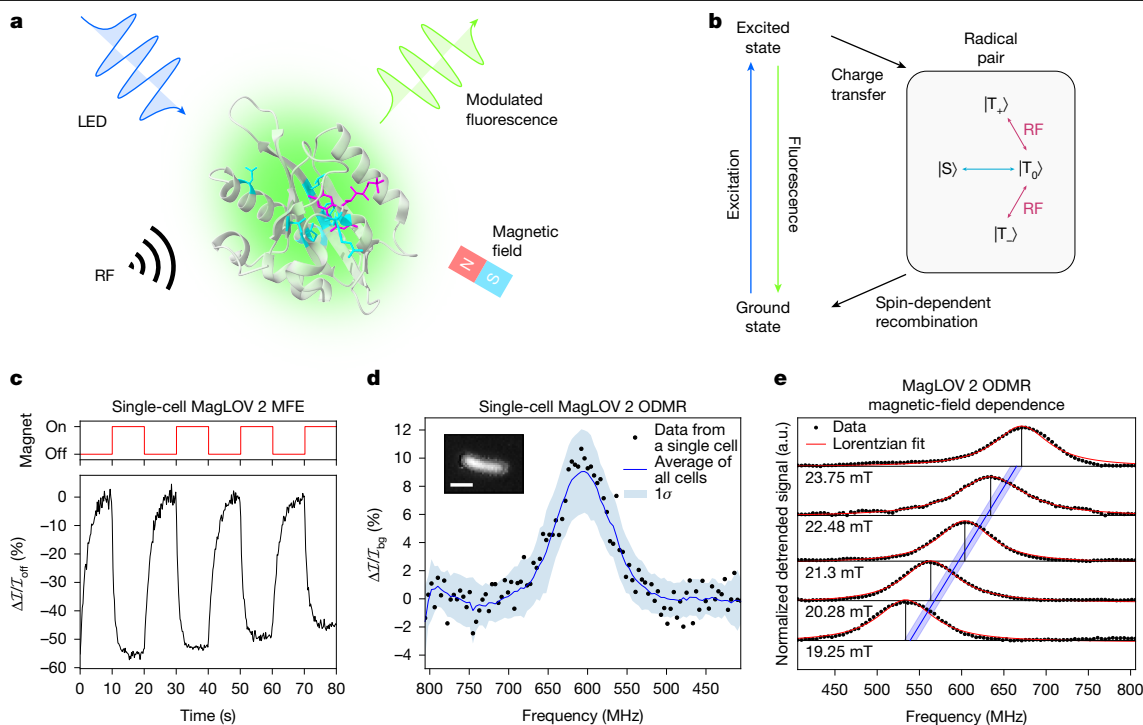 a
LED
Modulated
fluorescence
RF
Magnetic
field
N
S
b
Excited
state
Charge
transfer
Radical
pair
|T+⟩
RF
|S⟩
|T0⟩
RF
|T−⟩
Excitation
Fluorescence
Ground
state
Spin-dependent
recombination
c
Single-cell MagLOV 2 MFE
Magnet
On
Off
ΔI/Ioff (%)
0
−10
−20
−30
−40
−50
−60
0 10 20 30 40 50 60 70 80
Time (s)
d
Single-cell MagLOV 2 ODMR
Data from
a single cell
Average of
all cells
1σ
ΔI/Ibg (%)
12
10
8
6
4
2
0
−2
−4
800 750 700 650 600 550 500 450
Frequency (MHz)
e
MagLOV 2 ODMR
magnetic-field dependence
Data
Lorentzian fit
Normalized detrended signal (a.u.)
23.75 mT
22.48 mT
21.3 mT
20.28 mT
19.25 mT
450 500 550 600 650 700 750 800
Frequency (MHz)